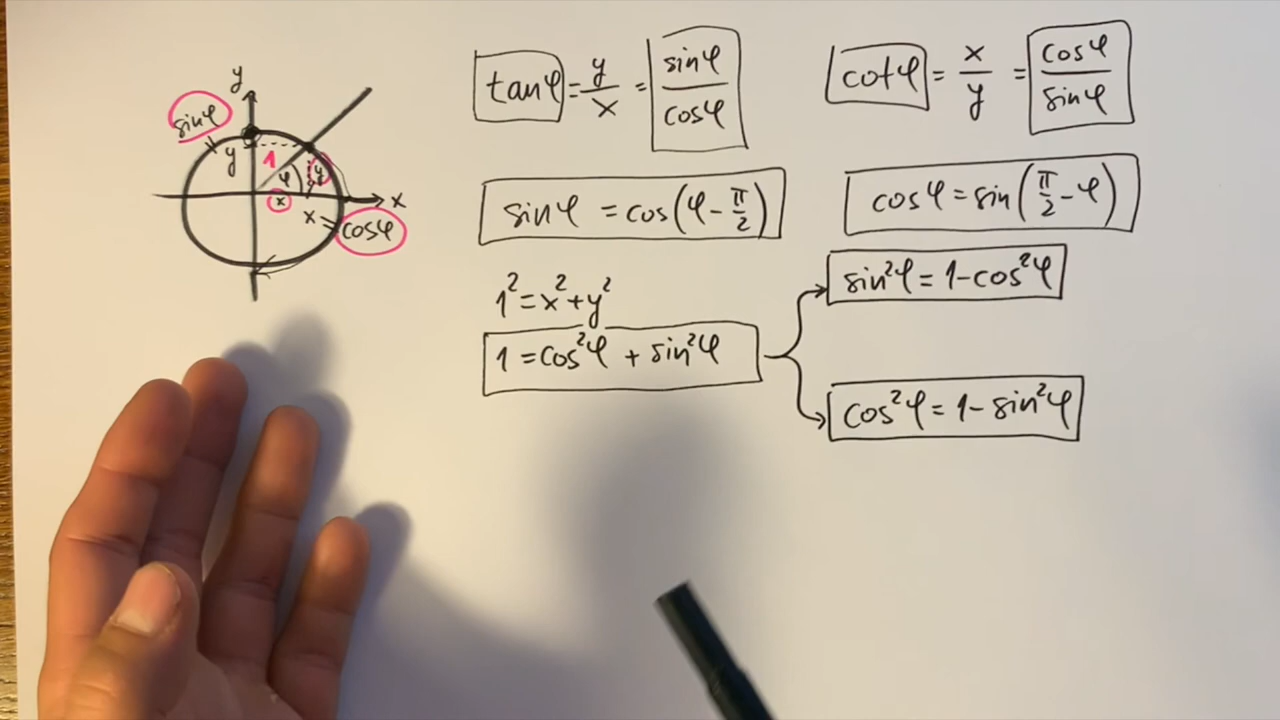 y
sinφ
y
1
φ
y
x
x
x
cosφ
tanφ = y/x = sinφ/cosφ
cotφ = x/y = cosφ/sinφ
sinφ = cos(φ - π/2)
cosφ = sin(π/2 - φ)
1² = x² + y²
1 = cos²φ + sin²φ
sin²φ = 1 - cos²φ
cos²φ = 1 - sin²φ